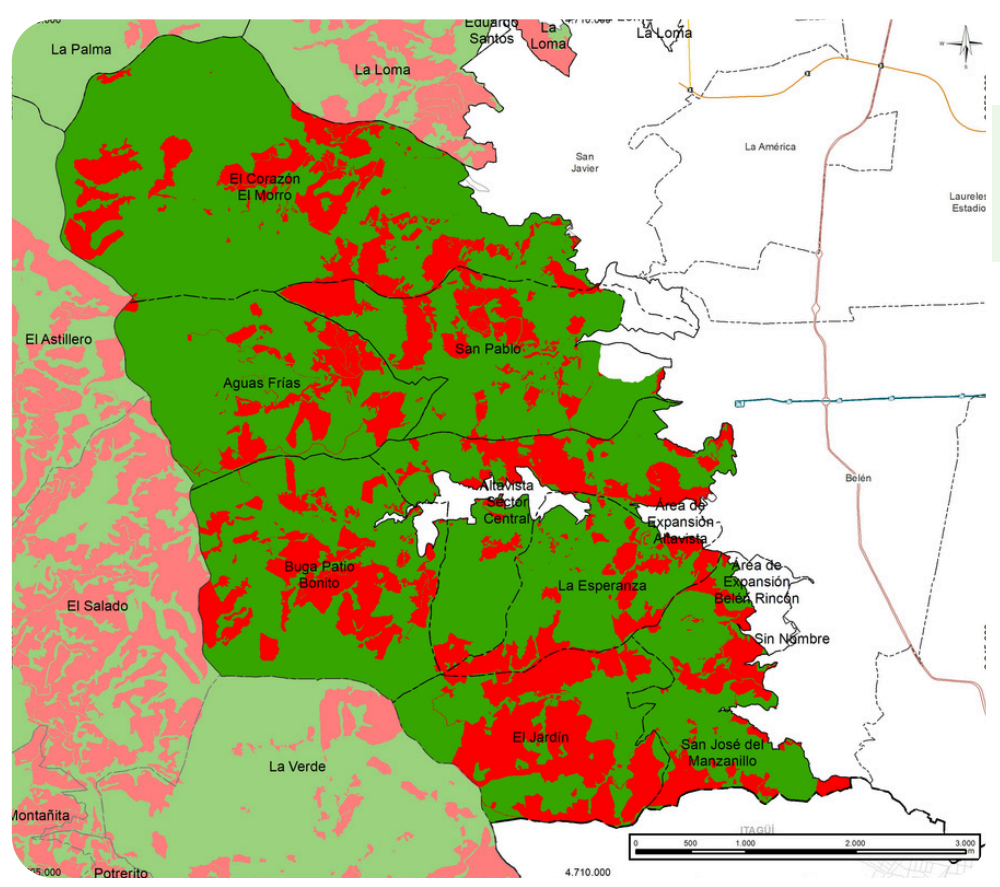 Eduardo
Santos
La
Loma
4.710.000
La Loma
La Palma
La Loma
San
Javier
La América
Laureles
Estadio
El Corazón
El Morro
El Astillero
San Pablo
Aguas Frías
Belén
Altavista
Sector
Central
Área de
Expansión
Altavista
Buga Patio
Bonito
La Esperanza
Área de
Expansión
Belén Rincón
El Salado
Sin Nombre
El Jardín
San José del
Manzanillo
La Verde
Montañita
ITAGÜÍ
0 500 1.000 2.000 3.000
m
Potrerito
4.710.000